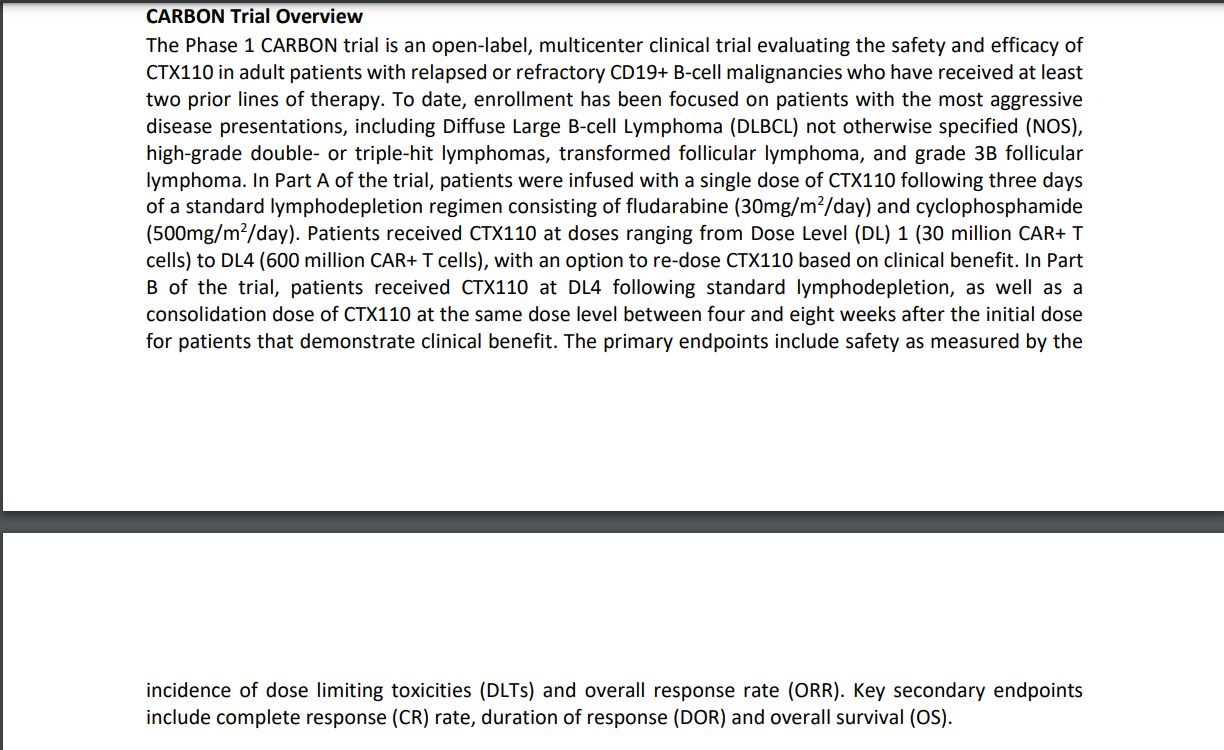 CARBON Trial Overview
The Phase 1 CARBON trial is an open-label, multicenter clinical trial evaluating the safety and efficacy of
CTX110 in adult patients with relapsed or refractory CD19+ B-cell malignancies who have received at least
two prior lines of therapy. To date, enrollment has been focused on patients with the most aggressive
disease presentations, including Diffuse Large B-cell Lymphoma (DLBCL) not otherwise specified (NOS),
high-grade double- or triple-hit lymphomas, transformed follicular lymphoma, and grade 3B follicular
lymphoma. In Part A of the trial, patients were infused with a single dose of CTX110 following three days
of a standard lymphodepletion regimen consisting of fludarabine (30mg/m²/day) and cyclophosphamide
(500mg/m²/day). Patients received CTX110 at doses ranging from Dose Level (DL) 1 (30 million CAR+ T
cells) to DL4 (600 million CAR+ T cells), with an option to re-dose CTX110 based on clinical benefit. In Part
B of the trial, patients received CTX110 at DL4 following standard lymphodepletion, as well as a
consolidation dose of CTX110 at the same dose level between four and eight weeks after the initial dose
for patients that demonstrate clinical benefit. The primary endpoints include safety as measured by the
incidence of dose limiting toxicities (DLTs) and overall response rate (ORR). Key secondary endpoints
include complete response (CR) rate, duration of response (DOR) and overall survival (OS).